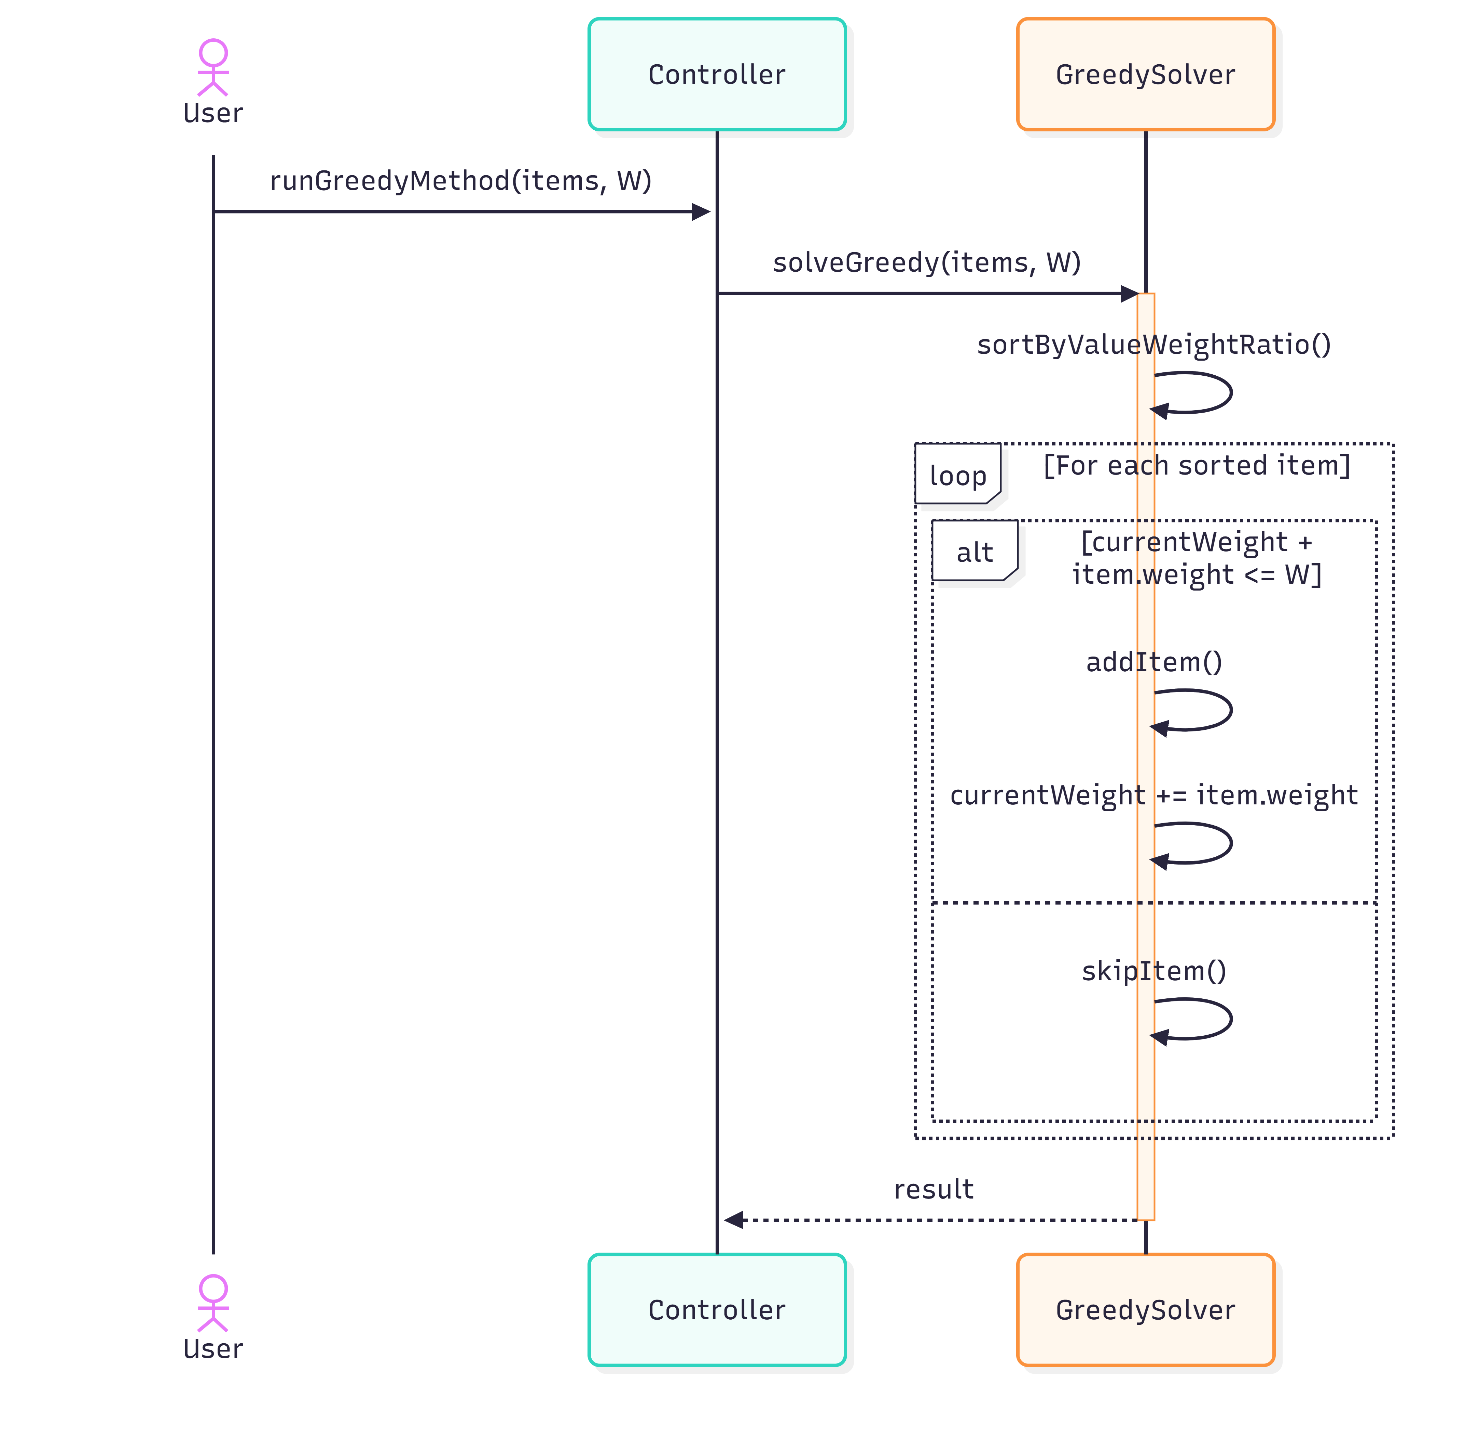 User
Controller
GreedySolver
runGreedyMethod(items, W)
solveGreedy(items, W)
sortByValueWeightRatio()
loop
[For each sorted item]
alt
[currentWeight +
item.weight <= W]
addItem()
currentWeight += item.weight
skipItem()
result
User
Controller
GreedySolver